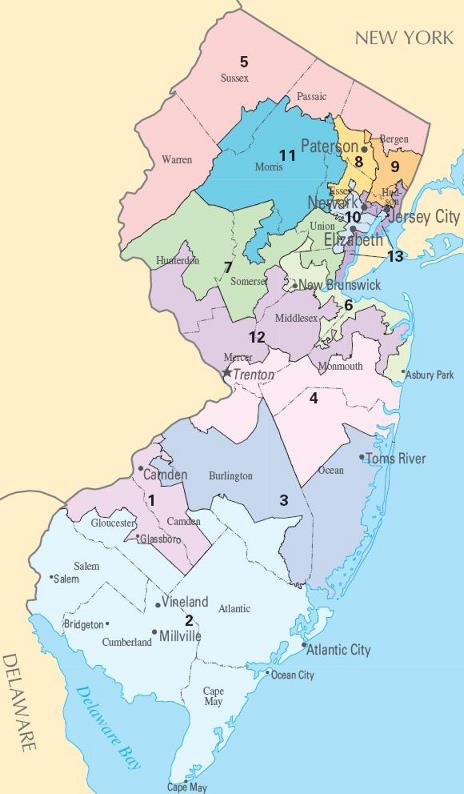 NEW YORK
5
Sussex
Passaic
Bergen
Paterson
8
9
Warren
11
Morris
Essex
Hud-
son
Newark
10
Jersey City
Union
Elizabeth
13
Hunterdon
7
Somerset
New Brunswick
6
Middlesex
12
Mercer
Trenton
Monmouth
Asbury Park
4
Toms River
Ocean
Camden
Burlington
3
1
Gloucester
Camden
Glassboro
Salem
Salem
Vineland
Atlantic
2
Bridgeton
Millville
Cumberland
Atlantic City
Ocean City
Cape
May
DELAWARE
Delaware Bay
Cape May